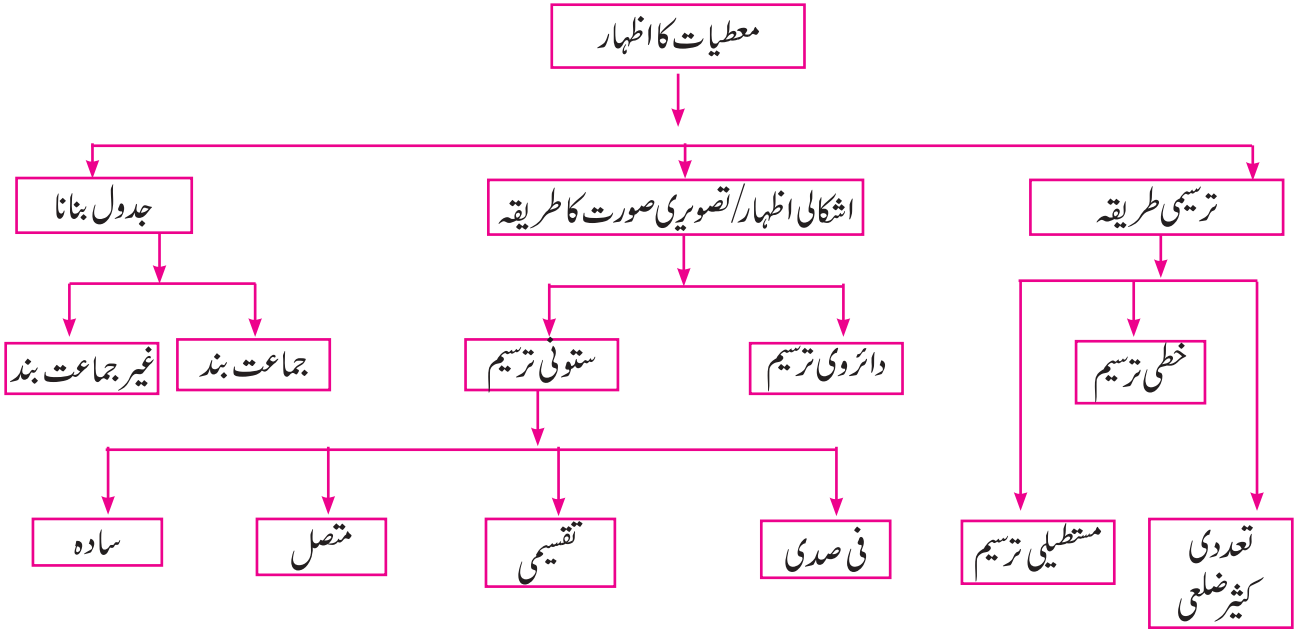 معطیات کا اظہار
ترسیمی طریقہ
اشکالی اظہار/تصویری صورت کا طریقہ
جدول بنانا
خطی ترسیم
دائروی ترسیم
ستونی ترسیم
جماعت بند
غیر جماعت بند
تعددی
کثیر ضلعی
مستطیلی ترسیم
فی صدی
تقسیمی
متصل
سادہ